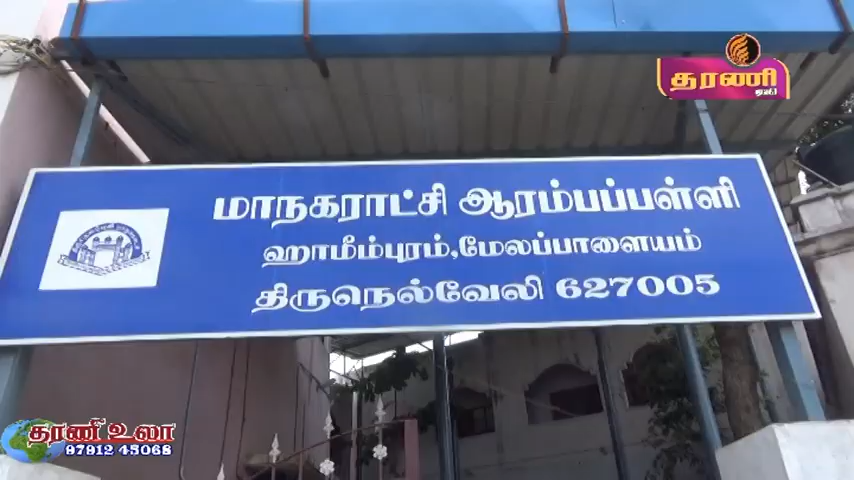 தரணி
மாநகராட்சி ஆரம்பப்பள்ளி
ஹாமீம்புரம்,மேலப்பாளையம்
திருநெல்வேலி 627005
தரணி உலா
97912 45068